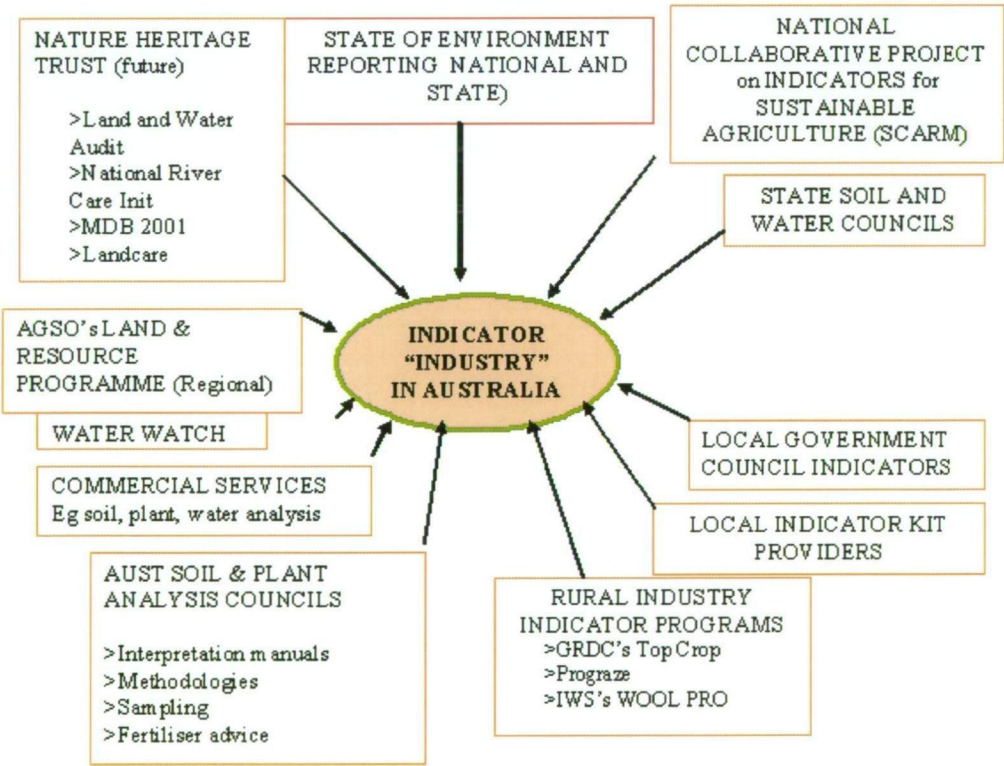 NATURE HERITAGE
TRUST (future)
>Land and Water
Audit
>National River
Care Init
>MDB 2001
>Landcare
STATE OF ENVIRONMENT
REPORTING NATIONAL AND
STATE)
NATIONAL
COLLABORATIVE PROJECT
on INDICATORS for
SUSTAINABLE
AGRICULTURE (SCARM)
STATE SOIL AND
WATER COUNCILS
AGSO's LAND &
RESOURCE
PROGRAMME (Regional)
INDICATOR
“INDUSTRY”
IN AUSTRALIA
WATER WATCH
LOCAL GOVERNMENT
COUNCIL INDICATORS
COMMERCIAL SERVICES
Eg soil, plant, water analysis
LOCAL INDICATOR KIT
PROVIDERS
AUST SOIL & PLANT
ANALYSIS COUNCILS
>Interpretation manuals
>Methodologies
>Sampling
>Fertiliser advice
RURAL INDUSTRY
INDICATOR PROGRAMS
>GRDC's Top Crop
>Prograze
>IWS's WOOL PRO